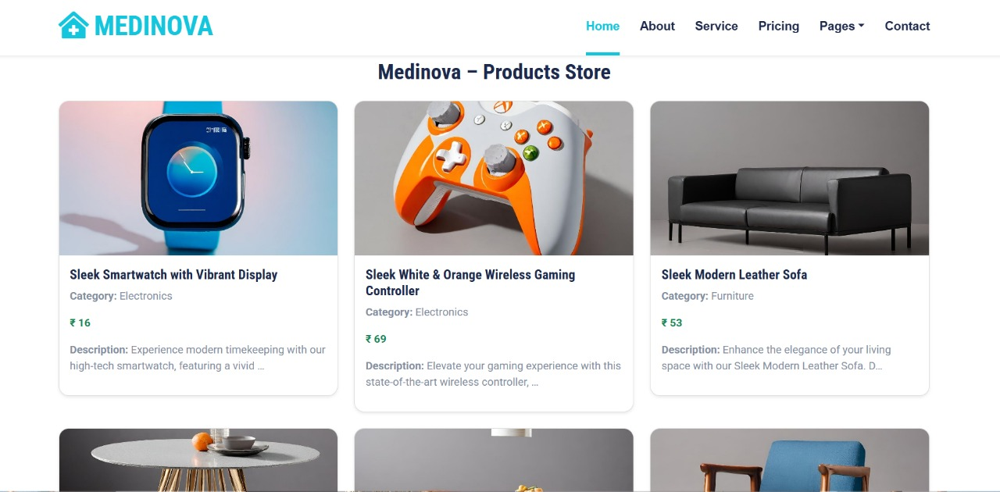 MEDINOVA
Home About Service Pricing Pages Contact
Medinova – Products Store
Sleek Smartwatch with Vibrant Display
Category: Electronics
₹ 16
Description: Experience modern timekeeping with our
high-tech smartwatch, featuring a vivid ...
Sleek White & Orange Wireless Gaming
Controller
Category: Electronics
₹ 69
Description: Elevate your gaming experience with this
state-of-the-art wireless controller, ...
Sleek Modern Leather Sofa
Category: Furniture
₹ 53
Description: Enhance the elegance of your living
space with our Sleek Modern Leather Sofa. D...